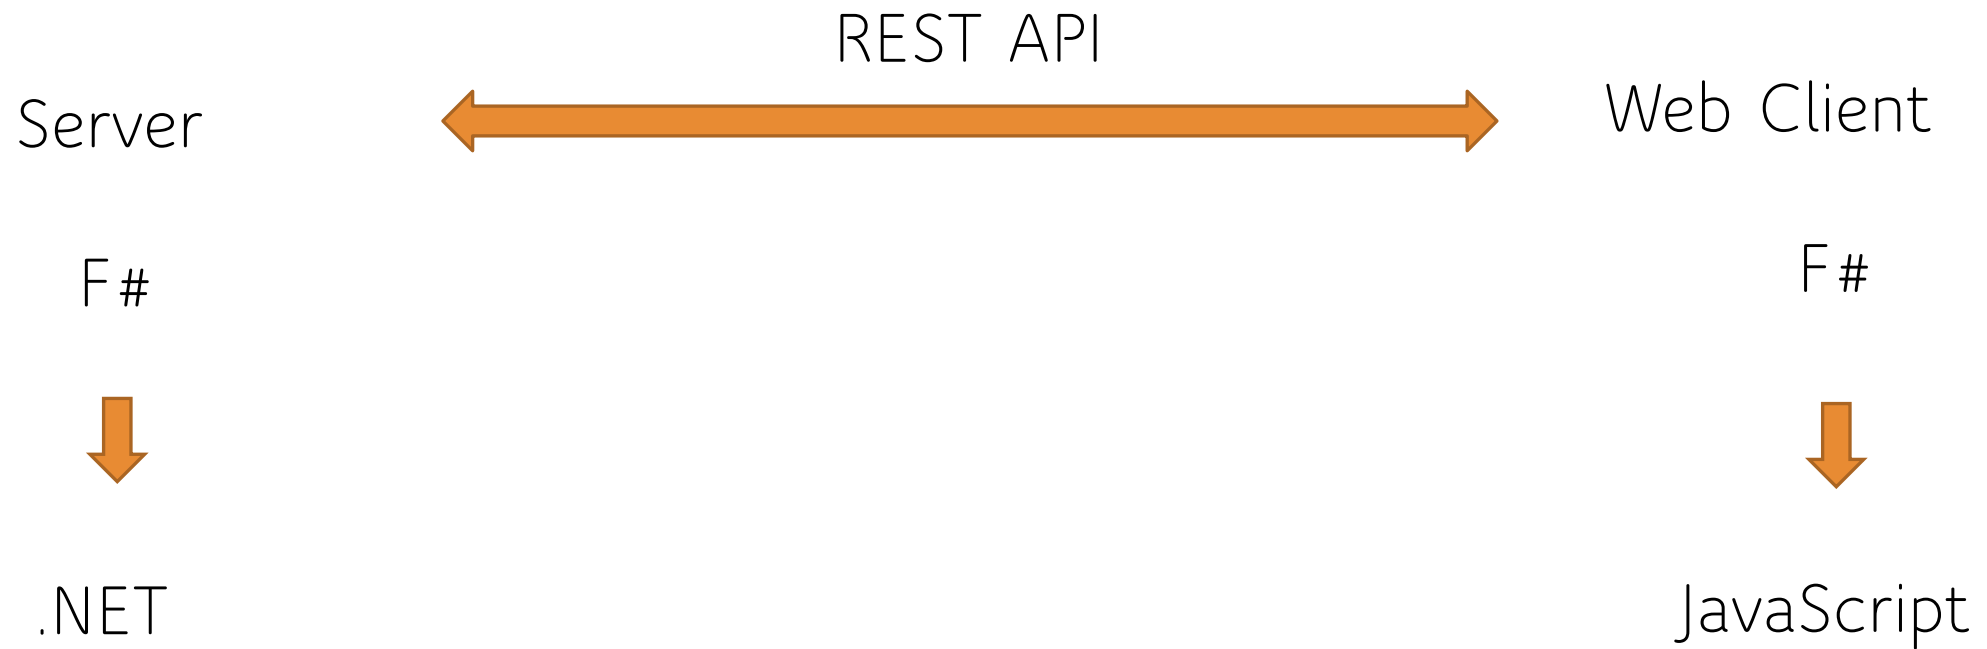 REST API
Server
Web Client
F#
F#
.NET
JavaScript